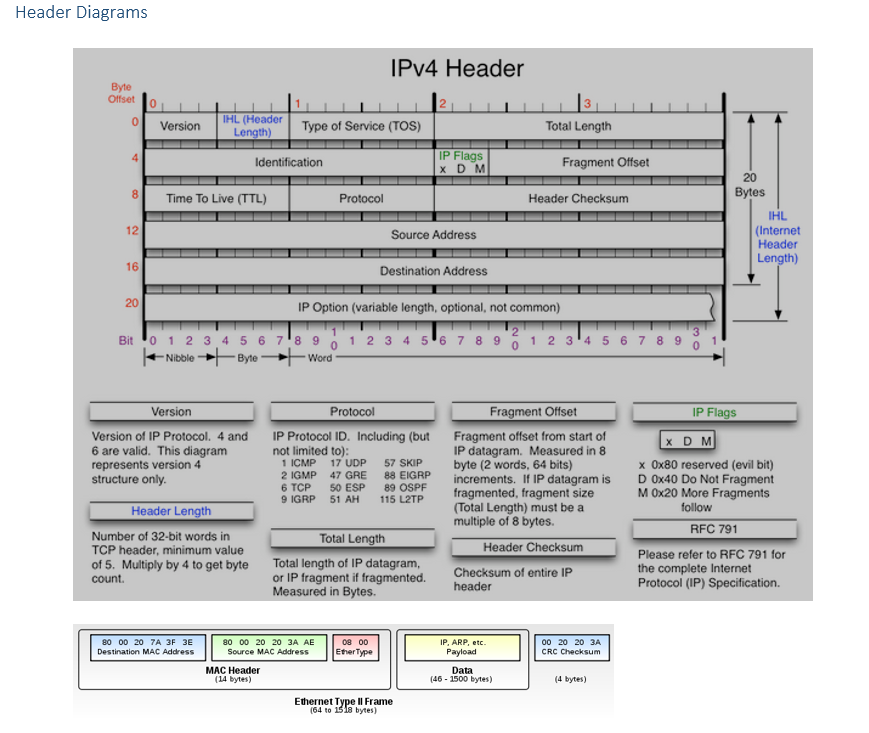 Header Diagrams
IPv4 Header
Byte
Offset
0 1 2 3
0 Version IHL (Header Length) Type of Service (TOS) Total Length
4 Identification IP Flags x D M Fragment Offset
8 Time To Live (TTL) Protocol Header Checksum
12 Source Address
16 Destination Address
20 IP Option (variable length, optional, not common)
20
Bytes
IHL
(Internet
Header
Length)
Bit 0 1 2 3 4 5 6 7 8 9 10 1 2 3 4 5 6 7 8 9 20 1 2 3 4 5 6 7 8 9 30 1
Nibble Byte Word
Version
Version of IP Protocol. 4 and
6 are valid. This diagram
represents version 4
structure only.
Header Length
Number of 32-bit words in
TCP header, minimum value
of 5. Multiply by 4 to get byte
count.
Protocol
IP Protocol ID. Including (but
not limited to):
1 ICMP 17 UDP 57 SKIP
2 IGMP 47 GRE 88 EIGRP
6 TCP 50 ESP 89 OSPF
9 IGRP 51 AH 115 L2TP
Total Length
Total length of IP datagram,
or IP fragment if fragmented.
Measured in Bytes.
Fragment Offset
Fragment offset from start of
IP datagram. Measured in 8
byte (2 words, 64 bits)
increments. If IP datagram is
fragmented, fragment size
(Total Length) must be a
multiple of 8 bytes.
Header Checksum
Checksum of entire IP
header
IP Flags
x D M
x 0x80 reserved (evil bit)
D 0x40 Do Not Fragment
M 0x20 More Fragments
follow
RFC 791
Please refer to RFC 791 for
the complete Internet
Protocol (IP) Specification.
80 00 20 7A 3F 3E 80 00 20 20 3A AE 08 00 IP, ARP, etc. 00 20 20 3A
Destination MAC Address Source MAC Address EtherType Payload CRC Checksum
MAC Header Data
(14 bytes) (46 - 1500 bytes) (4 bytes)
Ethernet Type II Frame
(64 to 1518 bytes)